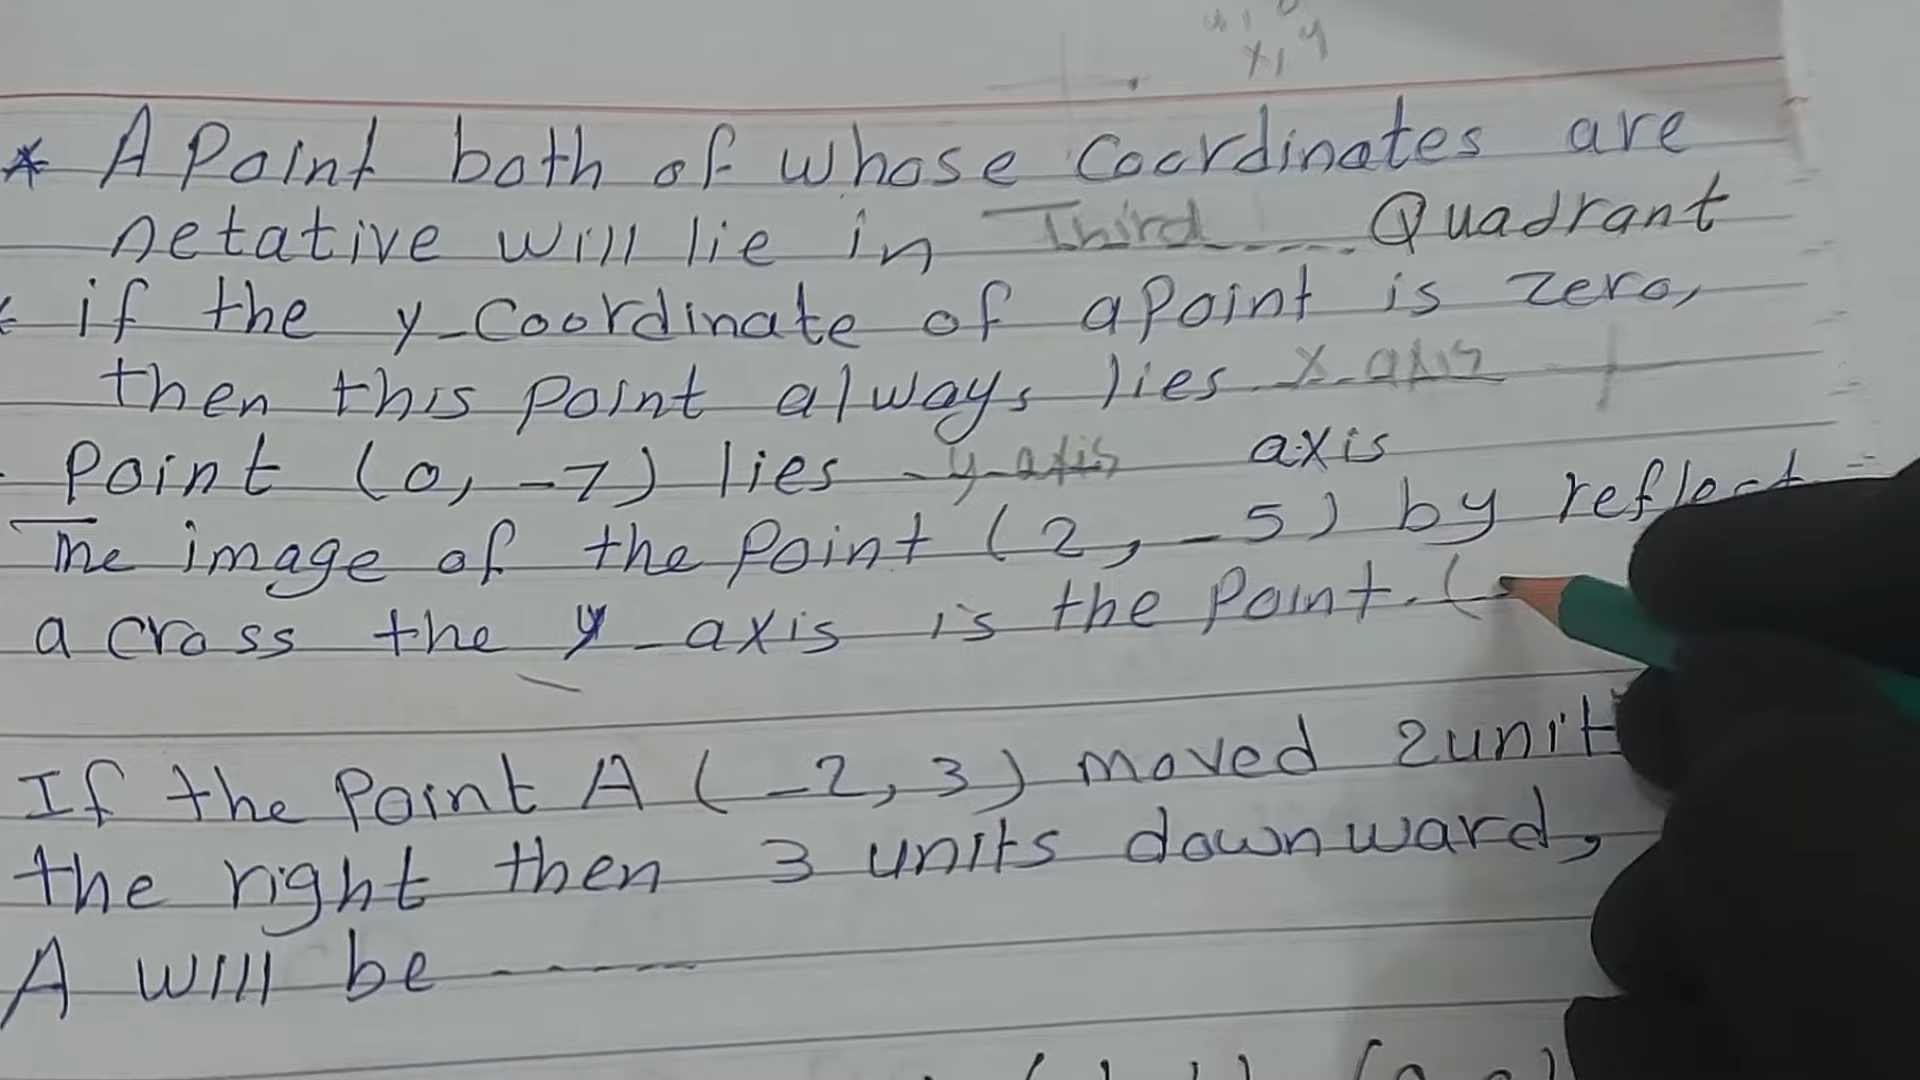 x, y
* A Point both of whose Coordinates are
netative will lie in Third .... Quadrant
if the y-Coordinate of a Point is zero,
then this point always lies x-axis
Point (0, -7) lies y-axis axis
The image of the Point (2, -5) by reflect
a cross the y-axis is the Point. (-
If the Point A (-2, 3) moved 2 unit
the right then 3 units downward,
A will be ------